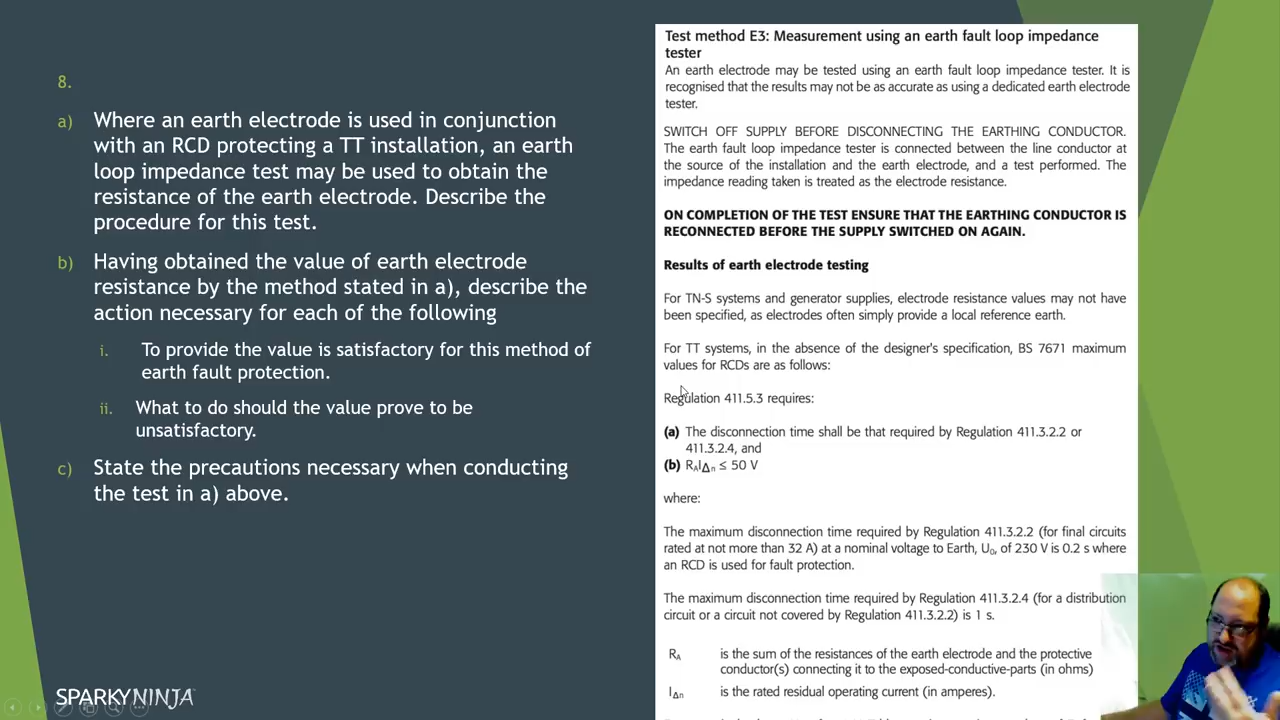 8.
a) Where an earth electrode is used in conjunction
with an RCD protecting a TT installation, an earth
loop impedance test may be used to obtain the
resistance of the earth electrode. Describe the
procedure for this test.
b) Having obtained the value of earth electrode
resistance by the method stated in a), describe the
action necessary for each of the following
i. To provide the value is satisfactory for this method of
earth fault protection.
ii. What to do should the value prove to be
unsatisfactory.
c) State the precautions necessary when conducting
the test in a) above.
SPARKYNINJA
Test method E3: Measurement using an earth fault loop impedance
tester
An earth electrode may be tested using an earth fault loop impedance tester. It is
recognised that the results may not be as accurate as using a dedicated earth electrode
tester.
SWITCH OFF SUPPLY BEFORE DISCONNECTING THE EARTHING CONDUCTOR.
The earth fault loop impedance tester is connected between the line conductor at
the source of the installation and the earth electrode, and a test performed. The
impedance reading taken is treated as the electrode resistance.
ON COMPLETION OF THE TEST ENSURE THAT THE EARTHING CONDUCTOR IS
RECONNECTED BEFORE THE SUPPLY SWITCHED ON AGAIN.
Results of earth electrode testing
For TN-S systems and generator supplies, electrode resistance values may not have
been specified, as electrodes often simply provide a local reference earth.
For TT systems, in the absence of the designer's specification, BS 7671 maximum
values for RCDs are as follows:
Regulation 411.5.3 requires:
(a) The disconnection time shall be that required by Regulation 411.3.2.2 or
411.3.2.4, and
(b) RAIΔn ≤ 50 V
where:
The maximum disconnection time required by Regulation 411.3.2.2 (for final circuits
rated at not more than 32 A) at a nominal voltage to Earth, U0, of 230 V is 0.2 s where
an RCD is used for fault protection.
The maximum disconnection time required by Regulation 411.3.2.4 (for a distribution
circuit or a circuit not covered by Regulation 411.3.2.2) is 1 s.
RA is the sum of the resistances of the earth electrode and the protective
conductor(s) connecting it to the exposed-conductive-parts (in ohms)
IΔn is the rated residual operating current (in amperes).